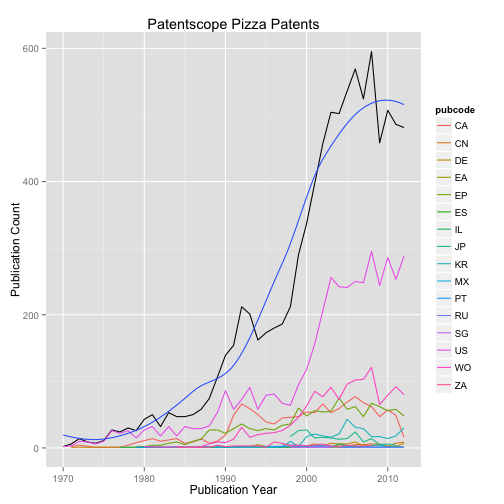 Patentscope Pizza Patents
600
400
200
0
Publication Count
1970
1980
1990
2000
2010
Publication Year
pubcode
CA
CN
DE
EA
EP
ES
IL
JP
KR
MX
PT
RU
SG
US
WO
ZA